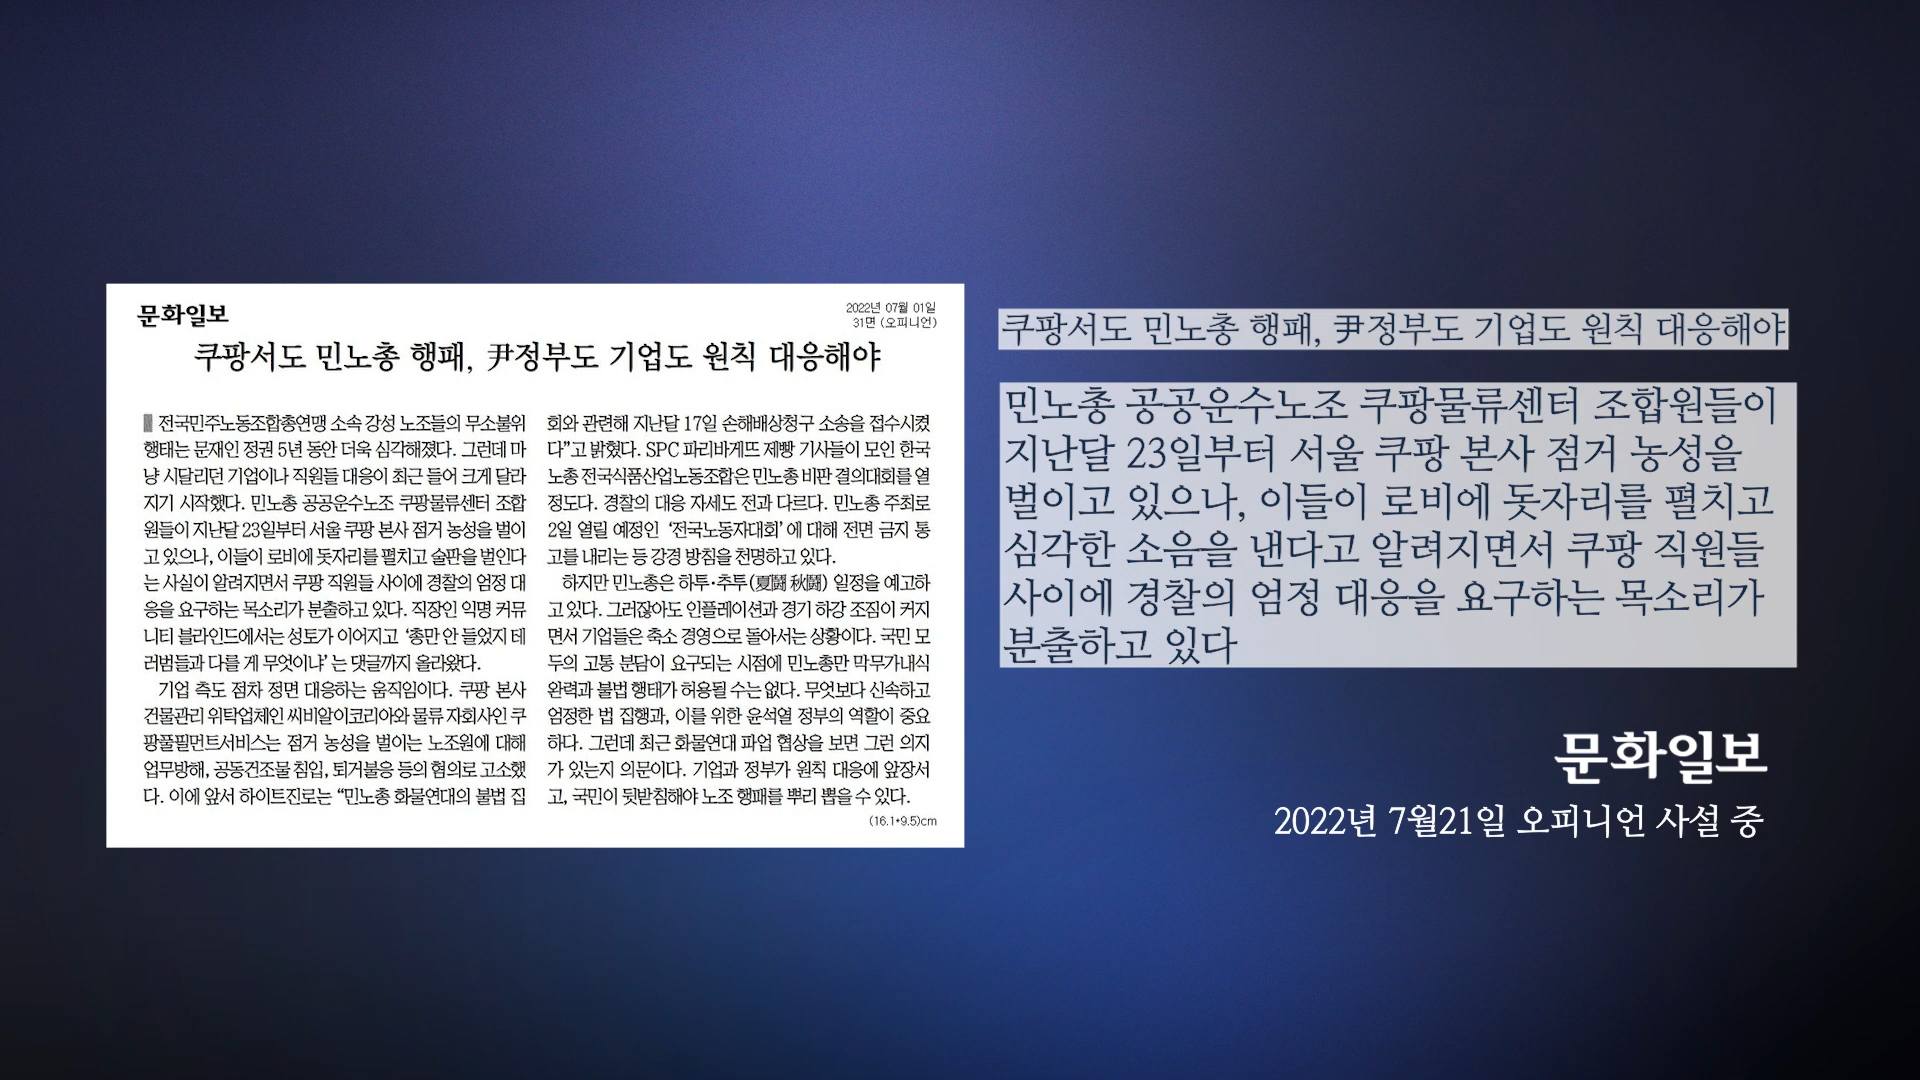 문화일보
2022년 07월 01일
31면 (오피니언)
쿠팡서도 민노총 행패, 尹정부도 기업도 원칙 대응해야
전국민주노동조합총연맹 소속 강성 노조들의 무소불위
행태는 문재인 정권 5년 동안 더욱 심각해졌다. 그런데 마
냥 시달리던 기업이나 직원들 대응이 최근 들어 크게 달라
지기 시작했다. 민노총 공공운수노조 쿠팡물류센터 조합
원들이 지난달 23일부터 서울 쿠팡 본사 점거 농성을 벌이
고 있으나, 이들이 로비에 돗자리를 펼치고 술판을 벌인다
는 사실이 알려지면서 쿠팡 직원들 사이에 경찰의 엄정 대
응을 요구하는 목소리가 분출하고 있다. 직장인 익명 커뮤
니티 블라인드에서는 성토가 이어지고 ‘총만 안 들었지 테
러범들과 다를 게 무엇이냐’는 댓글까지 올라왔다.
기업 측도 점차 정면 대응하는 움직임이다. 쿠팡 본사
건물관리 위탁업체인 씨비알이코리아와 물류 자회사인 쿠
팡풀필먼트서비스는 점거 농성을 벌이는 노조원에 대해
업무방해, 공동건조물 침입, 퇴거불응 등의 혐의로 고소했
다. 이에 앞서 하이트진로는 “민노총 화물연대의 불법 집
회와 관련해 지난달 17일 손해배상청구 소송을 접수시켰
다”고 밝혔다. SPC 파리바게뜨 제빵 기사들이 모인 한국
노총 전국식품산업노동조합은 민노총 비판 결의대회를 열
정도다. 경찰의 대응 자세도 전과 다르다. 민노총 주최로
2일 열릴 예정인 ‘전국노동자대회’에 대해 전면 금지 통
고를 내리는 등 강경 방침을 천명하고 있다.
하지만 민노총은 하투·추투(夏鬪 秋鬪) 일정을 예고하
고 있다. 그러잖아도 인플레이션과 경기 하강 조짐이 커지
면서 기업들은 축소 경영으로 돌아서는 상황이다. 국민 모
두의 고통 분담이 요구되는 시점에 민노총만 막무가내식
완력과 불법 행태가 허용될 수는 없다. 무엇보다 신속하고
엄정한 법 집행과, 이를 위한 윤석열 정부의 역할이 중요
하다. 그런데 최근 화물연대 파업 협상을 보면 그런 의지
가 있는지 의문이다. 기업과 정부가 원칙 대응에 앞장서
고, 국민이 뒷받침해야 노조 행패를 뿌리 뽑을 수 있다.
(16.1*9.5)cm
쿠팡서도 민노총 행패, 尹정부도 기업도 원칙 대응해야
민노총 공공운수노조 쿠팡물류센터 조합원들이
지난달 23일부터 서울 쿠팡 본사 점거 농성을
벌이고 있으나, 이들이 로비에 돗자리를 펼치고
심각한 소음을 낸다고 알려지면서 쿠팡 직원들
사이에 경찰의 엄정 대응을 요구하는 목소리가
분출하고 있다
문화일보
2022년 7월21일 오피니언 사설 중